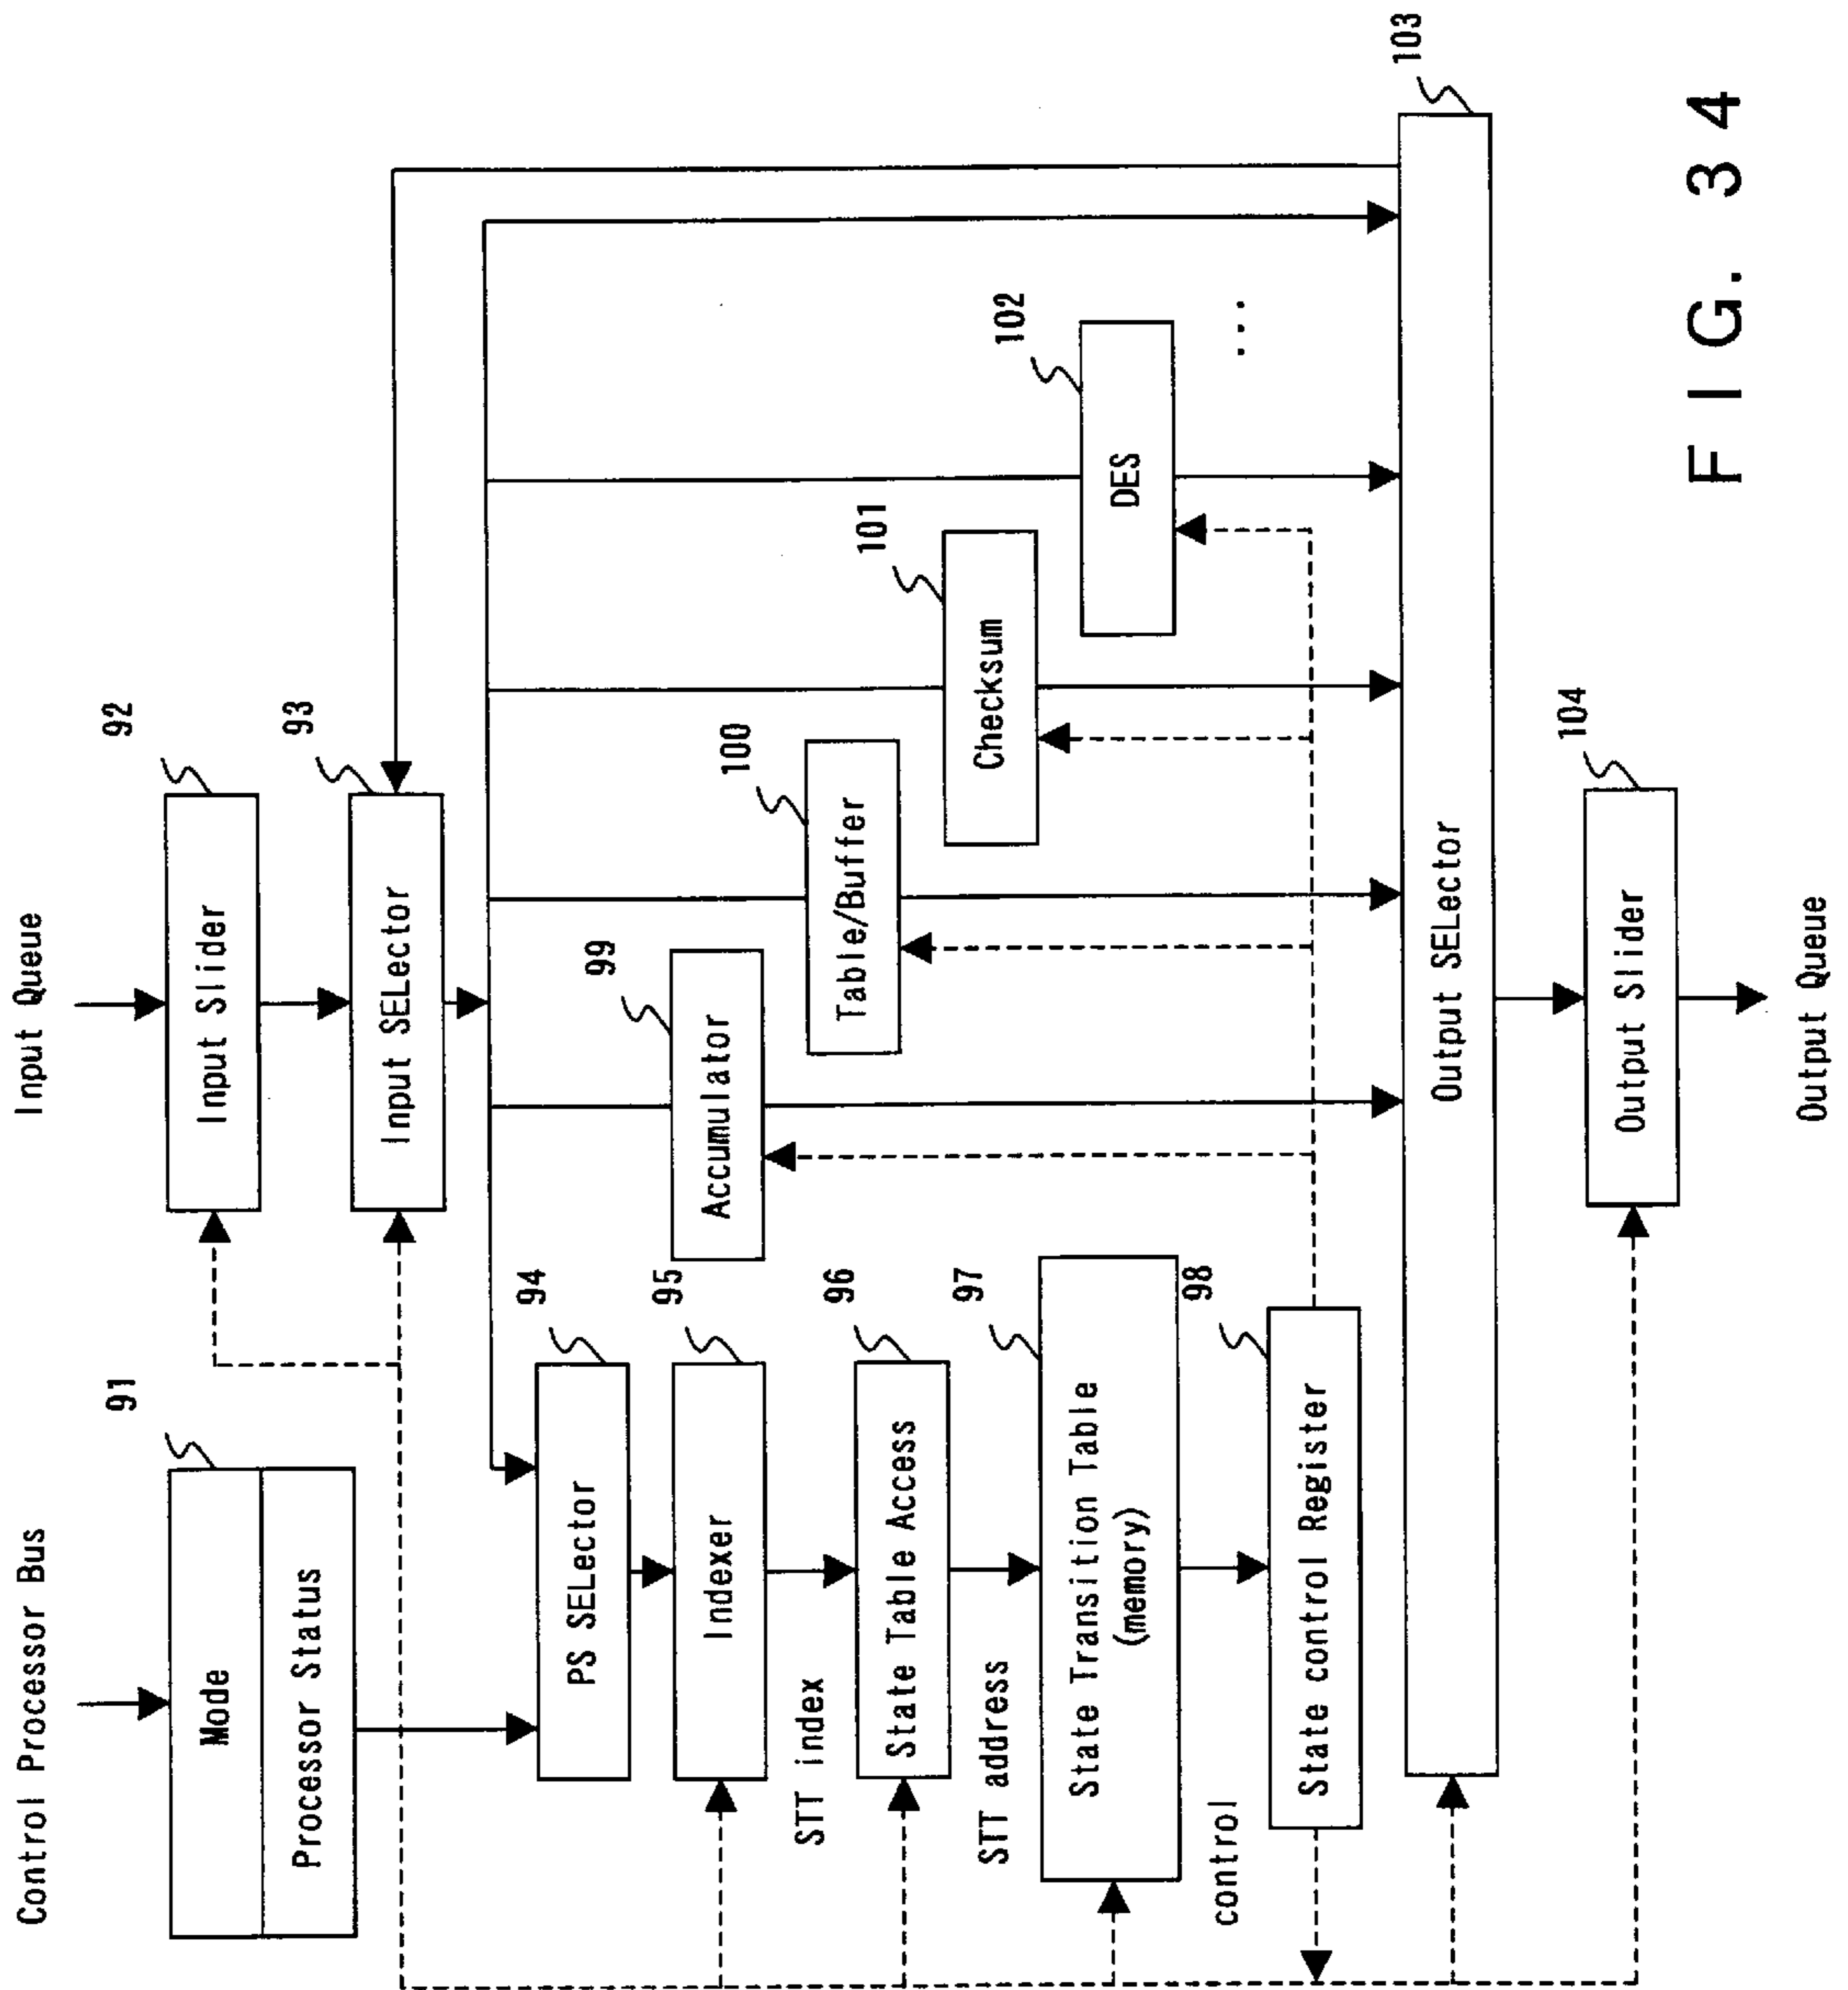 Control Processor Bus
Input Queue
91
Mode
Processor Status
92
Input Slider
93
Input SELector
94
PS SELector
95
Indexer
STT index
96
State Table Access
STT address
97
State Transition Table
(memory)
control
98
State control Register
99
Accumulator
100
Table/Buffer
101
Checksum
102
DES
...
103
Output SELector
104
Output Slider
Output Queue
FIG. 34